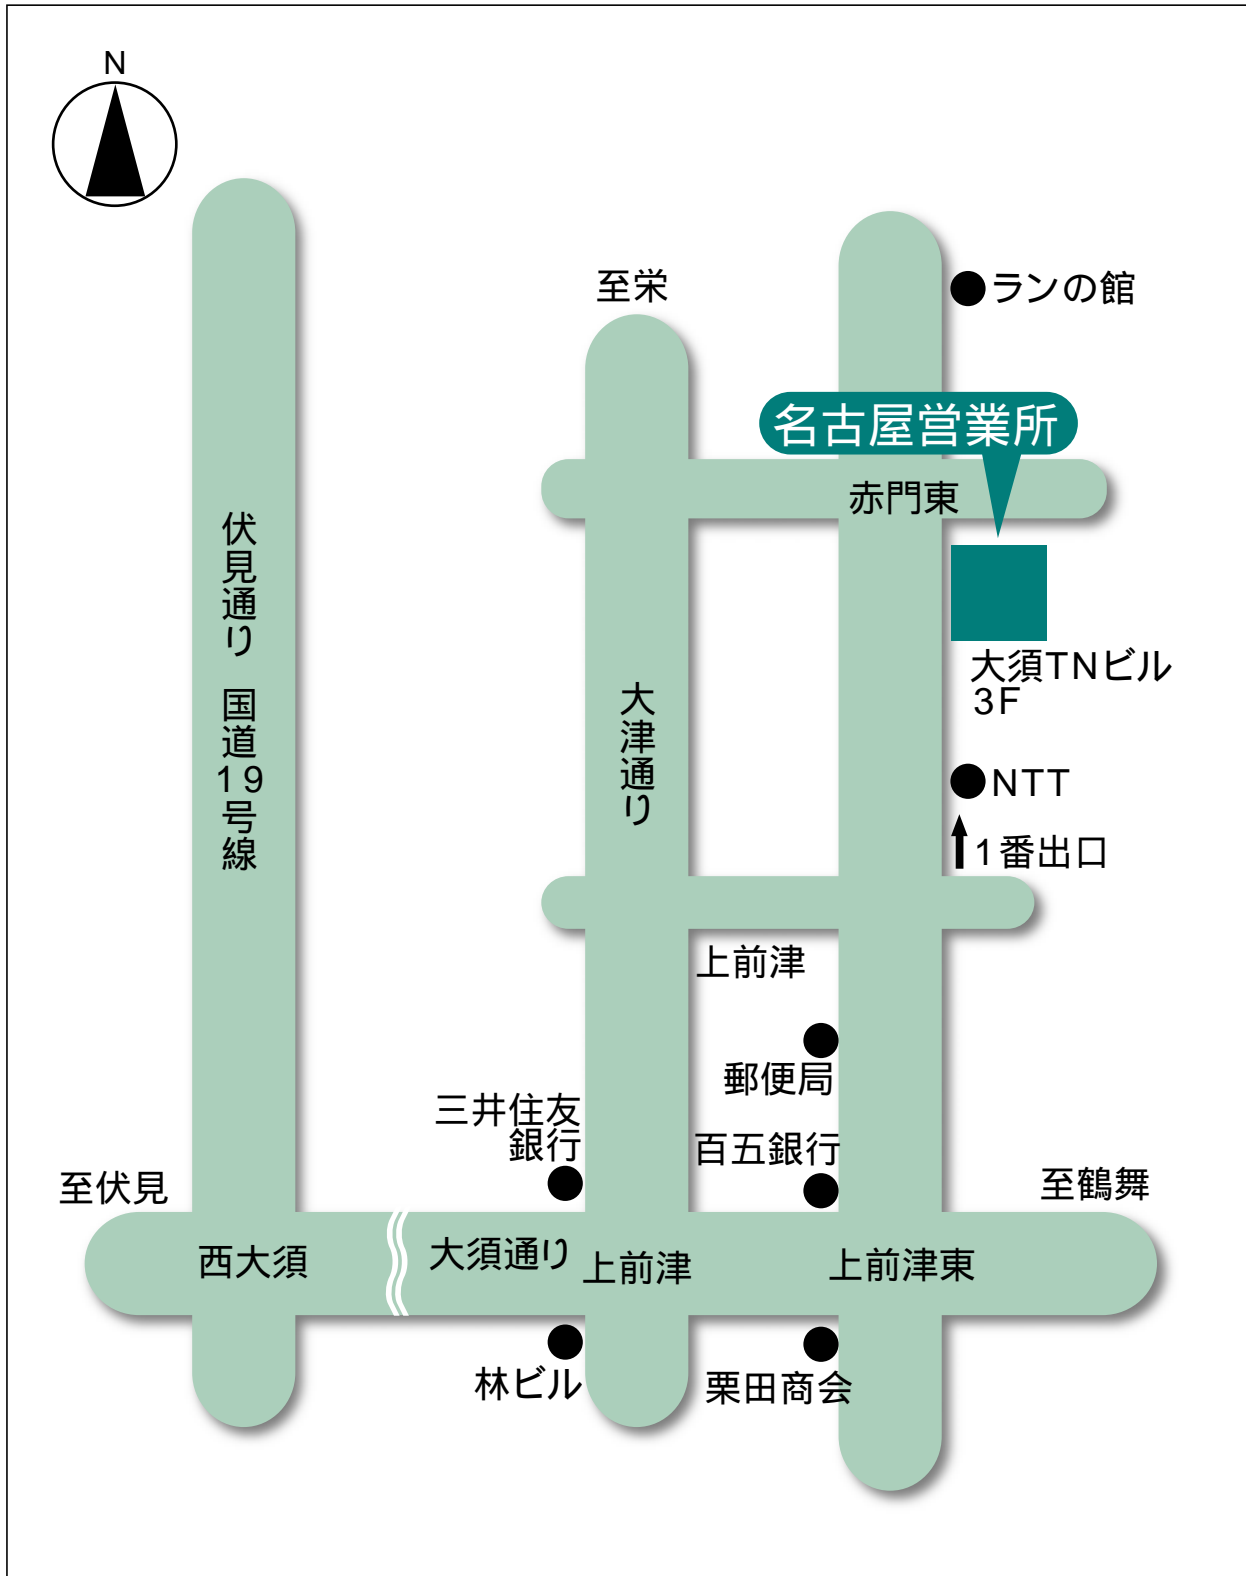 N
至栄
ランの館
名古屋営業所
赤門東
伏見通り 国道19号線
大津通り
大須TNビル
3F
NTT
1番出口
上前津
郵便局
三井住友
銀行
百五銀行
至伏見
至鶴舞
西大須
大須通り
上前津
上前津東
林ビル
栗田商会